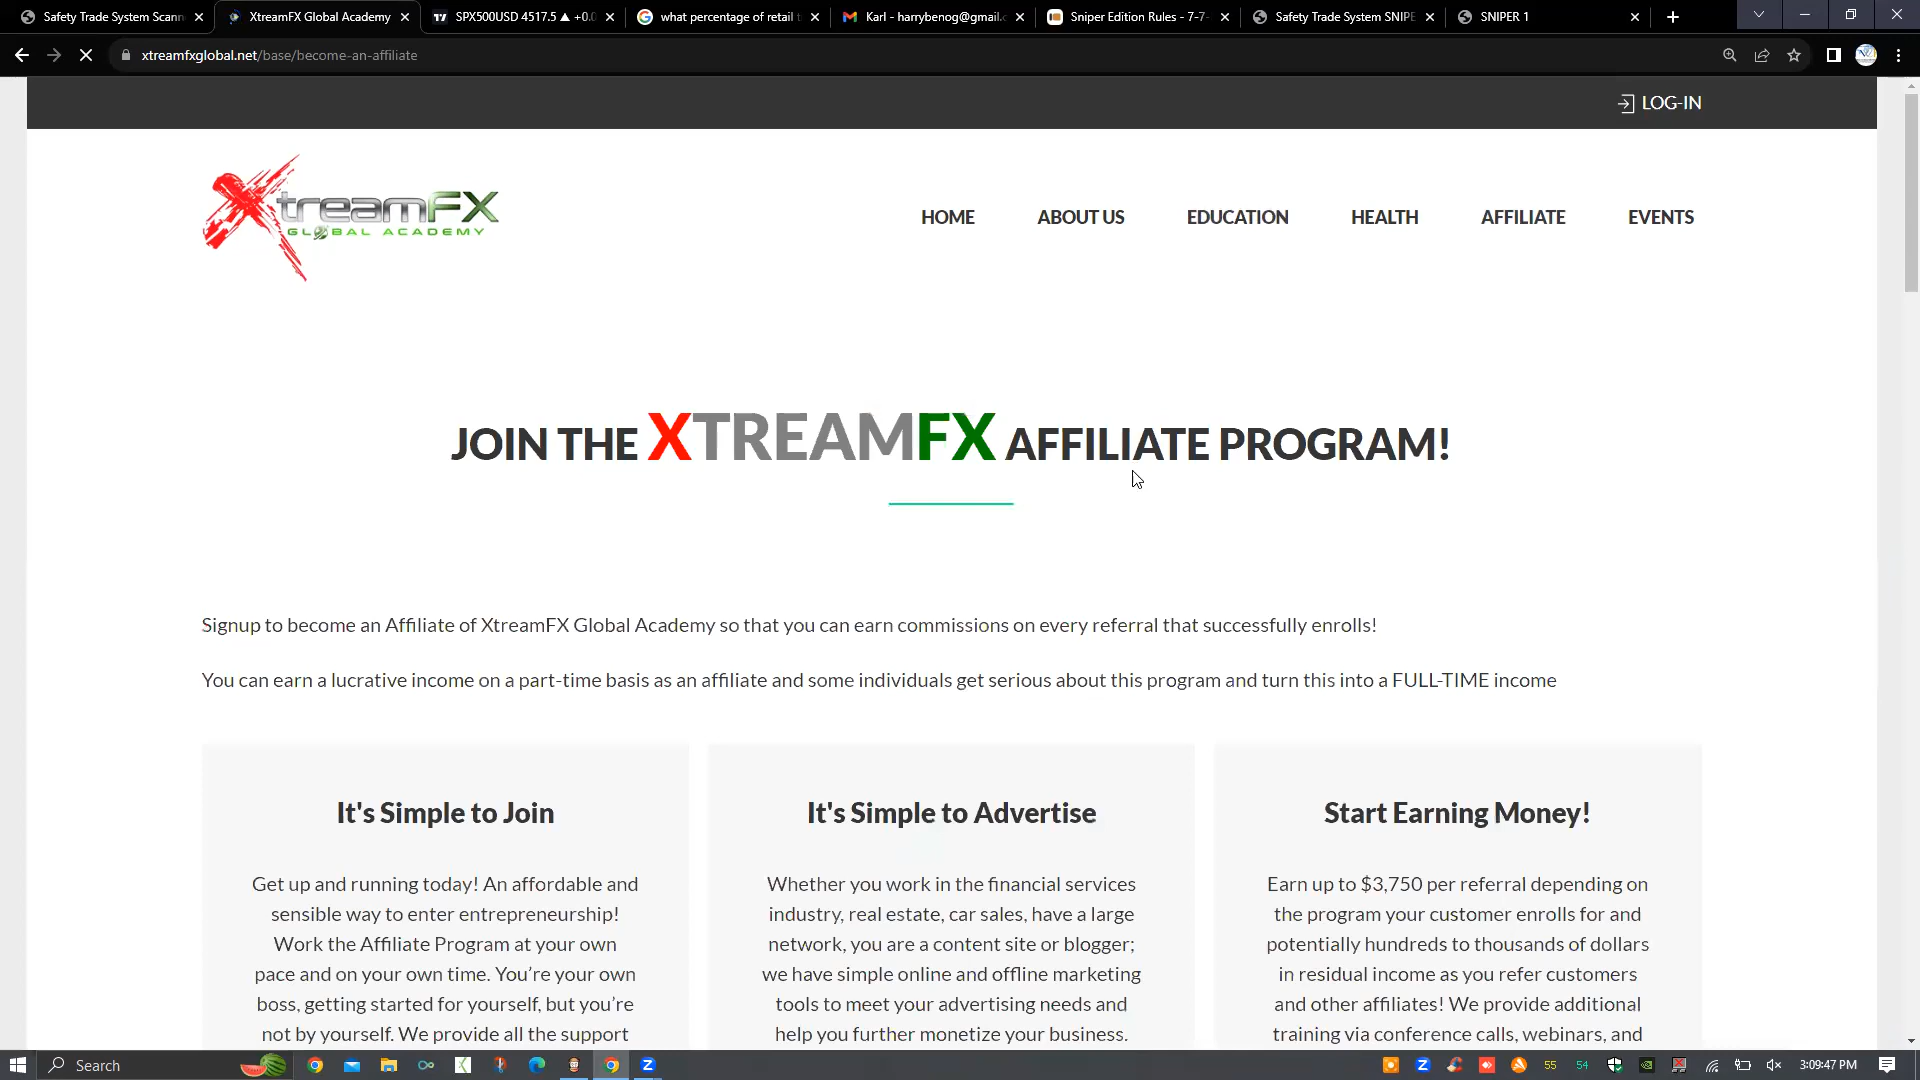 Safety Trade System Scann
XtreamFX Global Academy
SPX500USD 4517.5 ▲ +0.0
what percentage of retail t
Karl - harrybenog@gmail.c
Sniper Edition Rules - 7-7-
Safety Trade System SNIPE
SNIPER 1
xtreamfxglobal.net/base/become-an-affiliate
LOG-IN
XtreamFX
GLOBAL ACADEMY
HOME
ABOUT US
EDUCATION
HEALTH
AFFILIATE
EVENTS
JOIN THE XTREAMFX AFFILIATE PROGRAM!
Signup to become an Affiliate of XtreamFX Global Academy so that you can earn commissions on every referral that successfully enrolls!
You can earn a lucrative income on a part-time basis as an affiliate and some individuals get serious about this program and turn this into a FULL-TIME income
It's Simple to Join
Get up and running today! An affordable and
sensible way to enter entrepreneurship!
Work the Affiliate Program at your own
pace and on your own time. You're your own
boss, getting started for yourself, but you're
not by yourself. We provide all the support
It's Simple to Advertise
Whether you work in the financial services
industry, real estate, car sales, have a large
network, you are a content site or blogger;
we have simple online and offline marketing
tools to meet your advertising needs and
help you further monetize your business.
Start Earning Money!
Earn up to $3,750 per referral depending on
the program your customer enrolls for and
potentially hundreds to thousands of dollars
in residual income as you refer customers
and other affiliates! We provide additional
training via conference calls, webinars, and
Search
55
54
3:09:47 PM